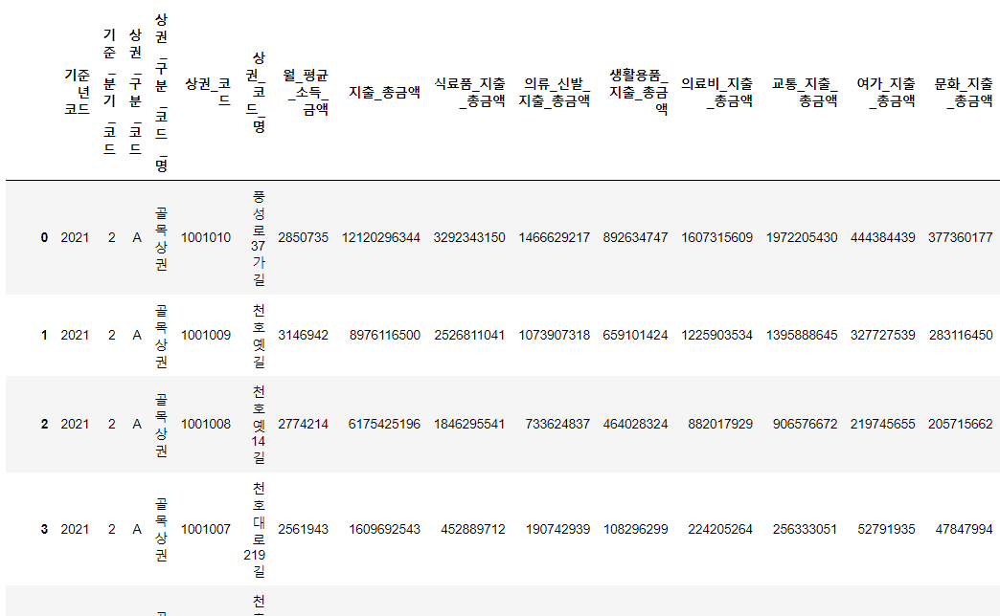 기준_년_코드 기준_분기_코드 상권_구분_코드 상권_구분_코드_명 상권_코드 상권_코드_명 월_평균_소득_금액 지출_총금액 식료품_지출_총금액 의류_신발_지출_총금액 생활용품_지출_총금액 의료비_지출_총금액 교통_지출_총금액 여가_지출_총금액 문화_지출_총금액
0 2021 2 A 골목상권 1001010 풍성로37가길 2850735 12120296344 3292343150 1466629217 892634747 1607315609 1972205430 444384439 377360177
1 2021 2 A 골목상권 1001009 천호옛길 3146942 8976116500 2526811041 1073907318 659101424 1225903534 1395888645 327727539 283116450
2 2021 2 A 골목상권 1001008 천호옛14길 2774214 6175425196 1846295541 733624837 464028324 882017929 906576672 219745655 205715662
3 2021 2 A 골목상권 1001007 천호대로219길 2561943 1609692543 452889712 190742939 108296299 224205264 256333051 52791935 47847994
천